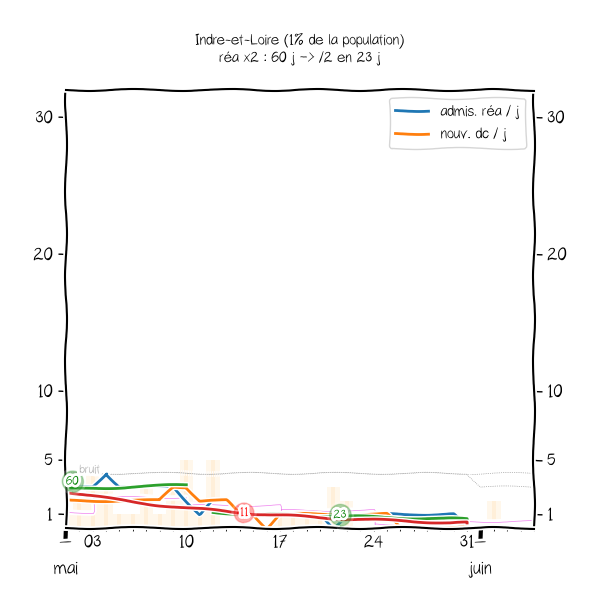 Indre-et-Loire (1% de la population)
réa x2 : 60 j -> /2 en 23 j
admis. réa / j
nouv. dc / j
30 30
20 20
10 10
5 5
bruit
60
11
23
1 1
03 10 17 24 31
mai juin